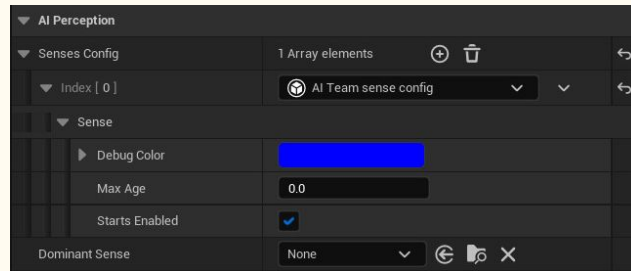 AI Perception
Senses Config 1 Array elements
Index [ 0 ] AI Team sense config
Sense
Debug Color
Max Age 0.0
Starts Enabled
Dominant Sense None